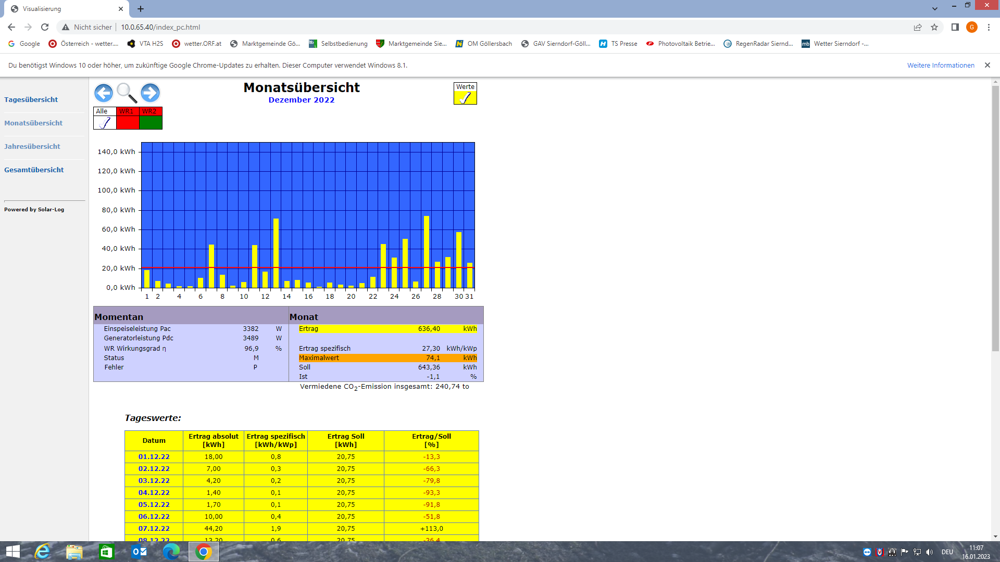 Visualisierung
Nicht sicher
10.0.65.40/index_pc.html
G
Google
Österreich - wetter....
VTA H2S
wetter.ORF.at
Marktgemeinde Gö...
Selbstbedienung
Marktgemeinde Sie...
OM Göllersbach
GAV Sierndorf-Göll...
TS Presse
Photovoltaik Betrie...
RegenRadar Siernd...
mb
Wetter Sierndorf -...
Du benötigst Windows 10 oder höher, um zukünftige Google Chrome-Updates zu erhalten. Dieser Computer verwendet Windows 8.1.
Weitere Informationen
Tagesübersicht
Monatsübersicht
Jahresübersicht
Gesamtübersicht
Powered by Solar-Log
Monatsübersicht
Dezember 2022
Werte
Alle WR1 WR2
140,0 kWh
120,0 kWh
100,0 kWh
80,0 kWh
60,0 kWh
40,0 kWh
20,0 kWh
0,0 kWh
1 2 4 6 8 10 12 14 16 18 20 22 24 26 28 30 31
Momentan
Einspeiseleistung Pac 3382 W
Generatorleistung Pdc 3489 W
WR Wirkungsgrad η 96,9 %
Status M
Fehler P
Monat
Ertrag 636,40 kWh
Ertrag spezifisch 27,30 kWh/kWp
Maximalwert 74,1 kWh
Soll 643,36 kWh
Ist -1,1 %
Vermiedene CO2-Emission insgesamt: 240,74 to
Tageswerte:
Datum Ertrag absolut [kWh] Ertrag spezifisch [kWh/kWp] Ertrag Soll [kWh] Ertrag/Soll [%]
01.12.22 18,00 0,8 20,75 -13,3
02.12.22 7,00 0,3 20,75 -66,3
03.12.22 4,20 0,2 20,75 -79,8
04.12.22 1,40 0,1 20,75 -93,3
05.12.22 1,70 0,1 20,75 -91,8
06.12.22 10,00 0,4 20,75 -51,8
07.12.22 44,20 1,9 20,75 +113,0
08.12.22 13,20 0,6 20,75 -36,4
DEU
11:07
16.01.2023